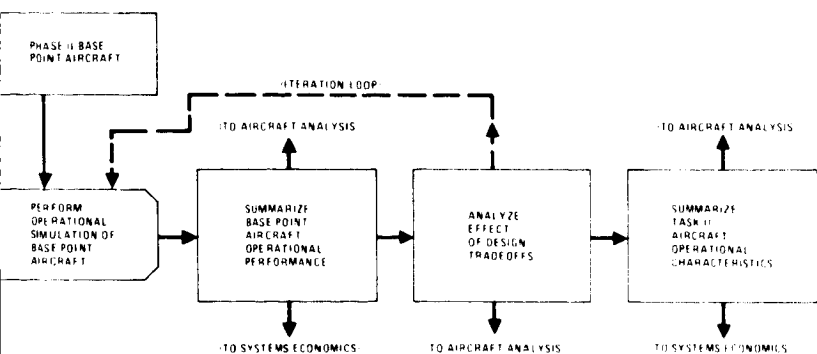 PHASE II BASE
POINT AIRCRAFT
(ITERATION LOOP)
(TO AIRCRAFT ANALYSIS)
(TO AIRCRAFT ANALYSIS)
PERFORM
OPERATIONAL
SIMULATION OF
BASE POINT
AIRCRAFT
SUMMARIZE
BASE POINT
AIRCRAFT
OPERATIONAL
PERFORMANCE
ANALYZE
EFFECT
OF DESIGN
TRADEOFFS
SUMMARIZE
TASK II
AIRCRAFT
OPERATIONAL
CHARACTERISTICS
(TO SYSTEMS ECONOMICS)
TO AIRCRAFT ANALYSIS)
TO SYSTEMS ECONOMICS)